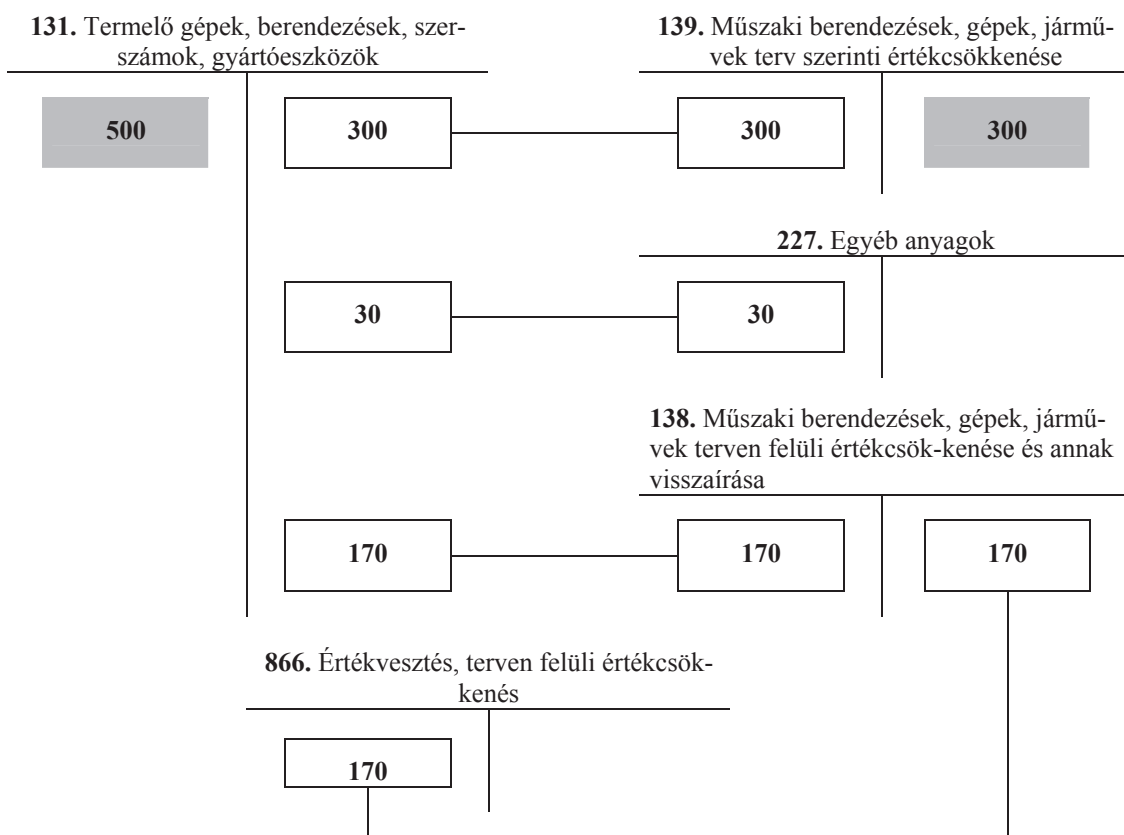 131. Termelő gépek, berendezések, szer-
számok, gyártóeszközök
139. Műszaki berendezések, gépek, jármű-
vek terv szerinti értékcsökkenése
500
300
300
300
227. Egyéb anyagok
30
30
138. Műszaki berendezések, gépek, jármű-
vek terven felüli értékcsök-kenése és annak
visszaírása
170
170
170
866. Értékvesztés, terven felüli értékcsök-
kenés
170